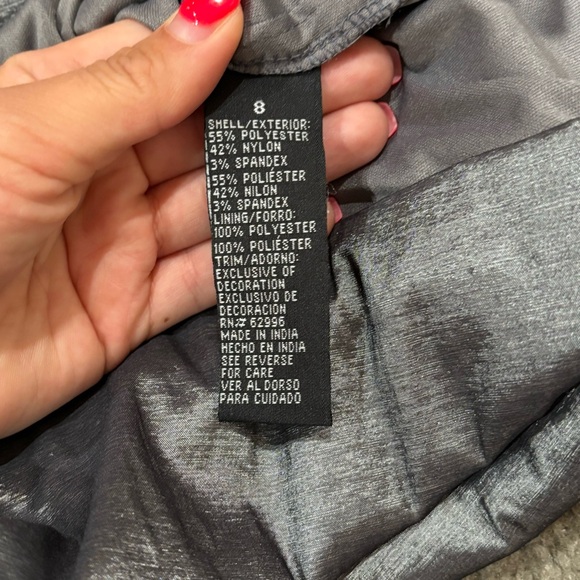 8
SHELL/EXTERIOR:
55% POLYESTER
42% NYLON
3% SPANDEX
55% POLIÉSTER
42% NILON
3% SPANDEX
LINING/FORRO:
100% POLYESTER
100% POLIÉSTER
TRIM/ADORNO:
EXCLUSIVE OF
DECORATION
EXCLUSIVO DE
DECORACION
RN# 62996
MADE IN INDIA
HECHO EN INDIA
SEE REVERSE
FOR CARE
VER AL DORSO
PARA CUIDADO